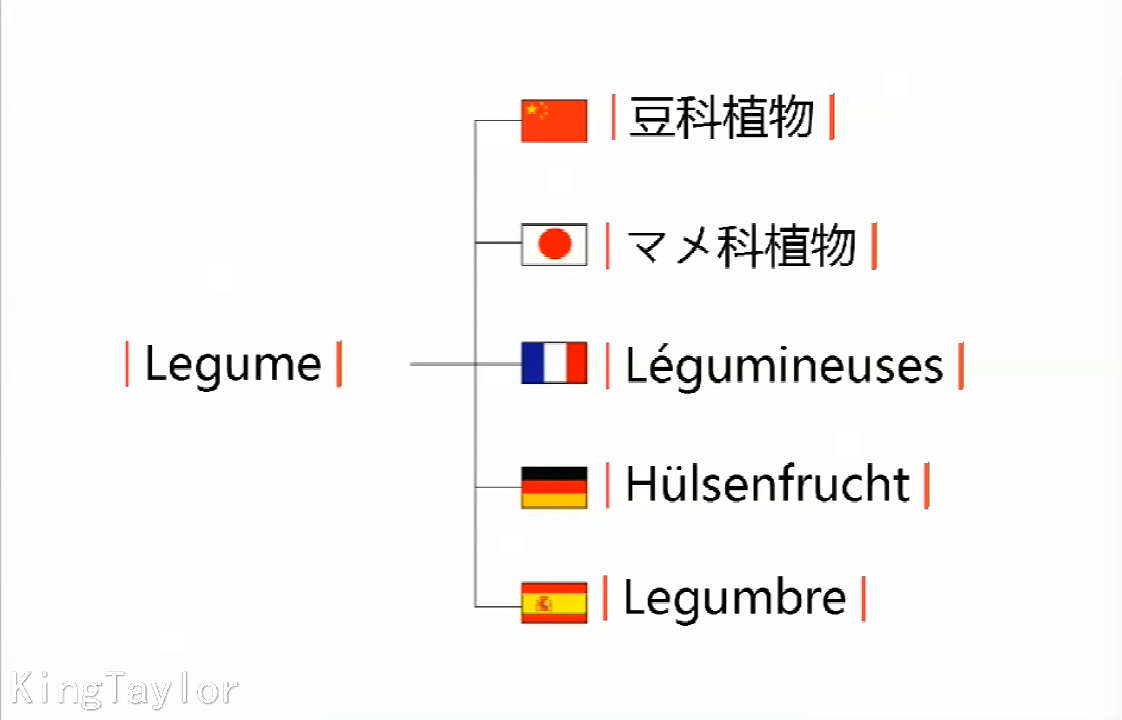 Legume
豆科植物
マメ科植物
Légumineuses
Hülsenfrucht
Legumbre
KingTaylor